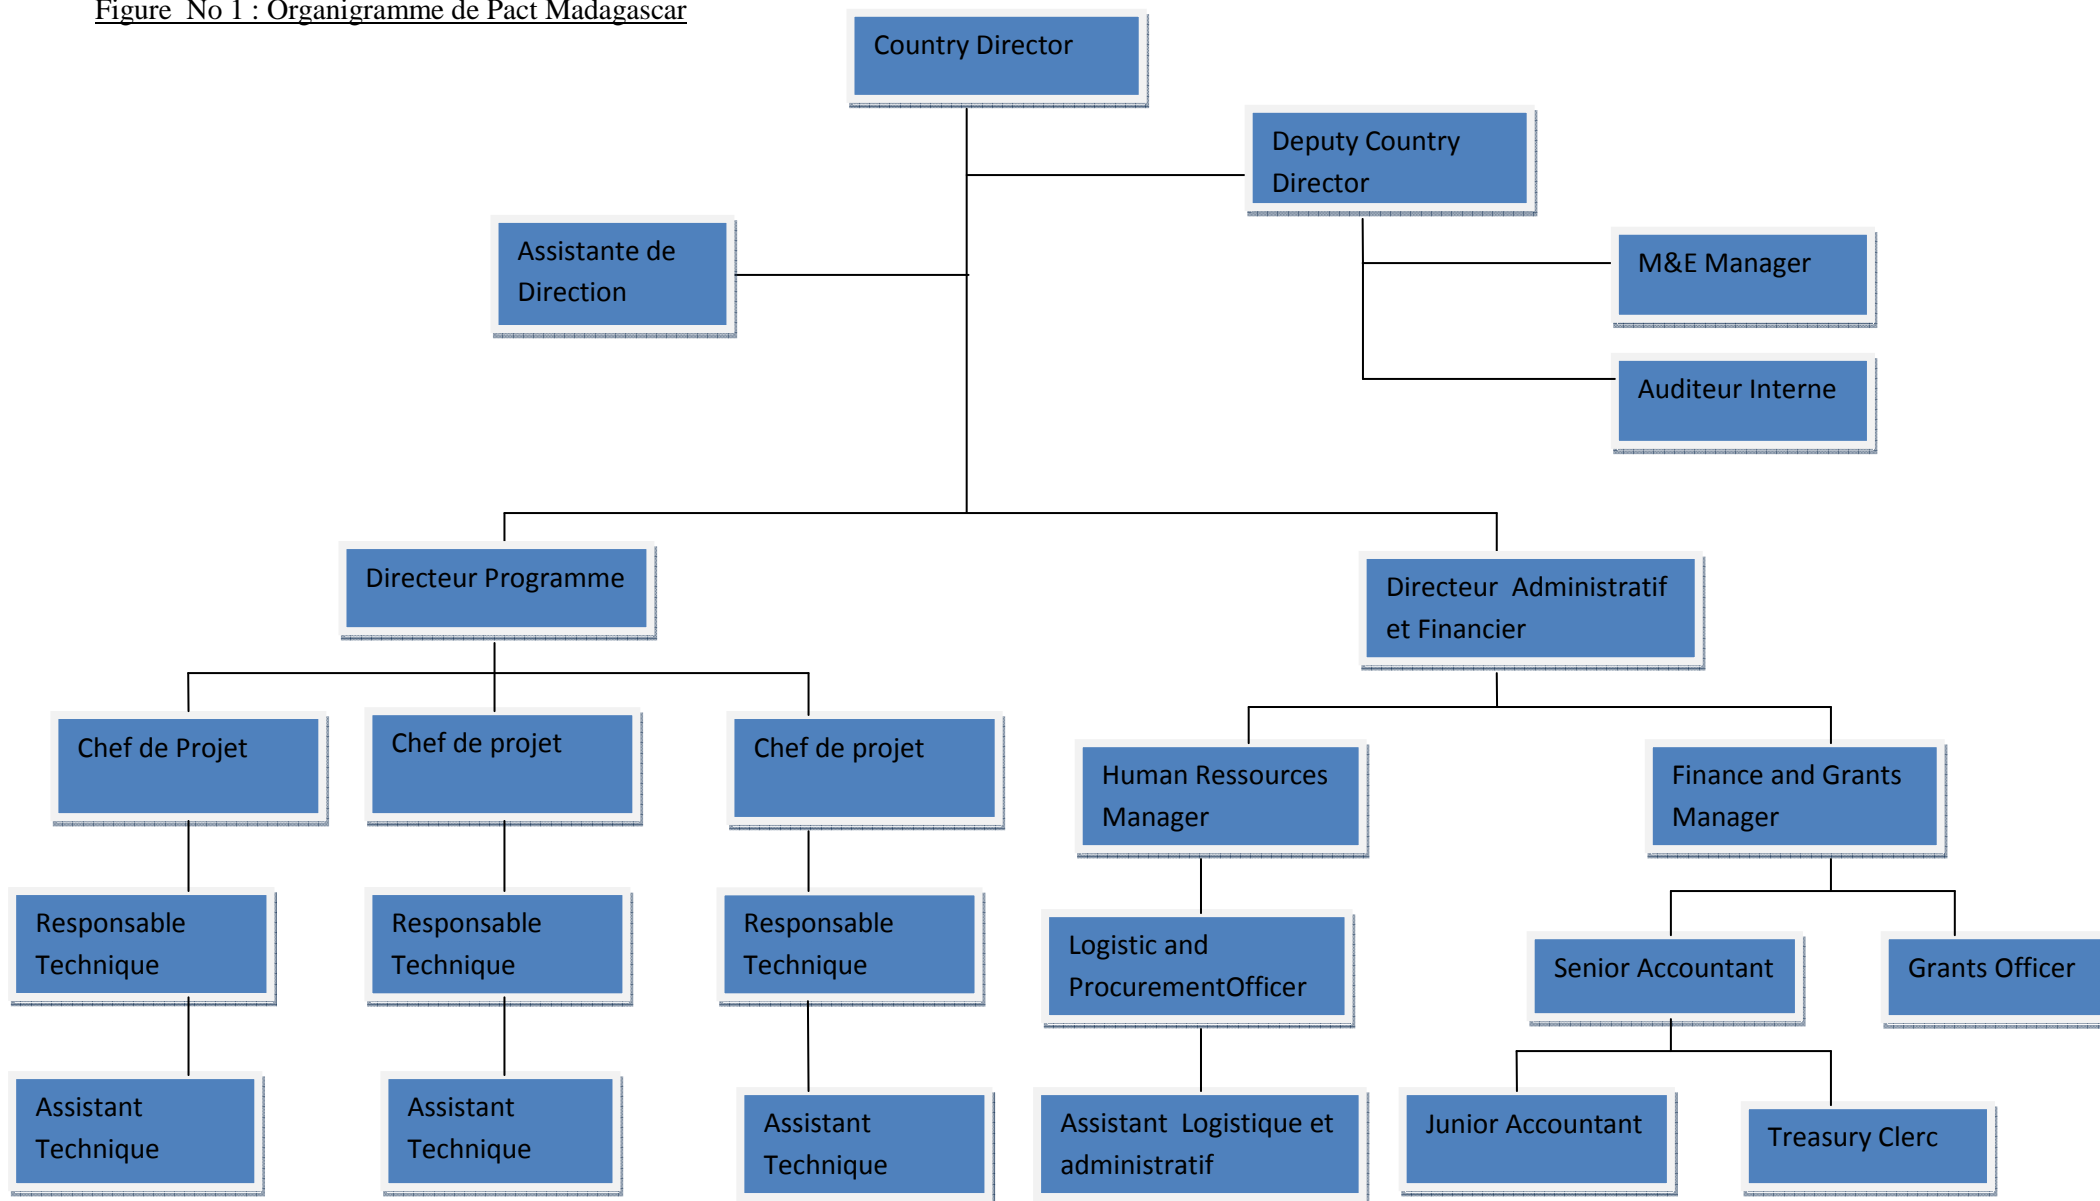 Figure No 1 : Organigramme de Pact Madagascar
Country Director
Deputy Country
Director
Assistante de
Direction
M&E Manager
Auditeur Interne
Directeur Programme
Directeur  Administratif
et Financier
Chef de Projet
Chef de projet
Chef de projet
Human Ressources
Manager
Finance and Grants
Manager
Responsable
Technique
Responsable
Technique
Responsable
Technique
Logistic and
ProcurementOfficer
Senior Accountant
Grants Officer
Assistant
Technique
Assistant
Technique
Assistant
Technique
Assistant  Logistique et
administratif
Junior Accountant
Treasury Clerc